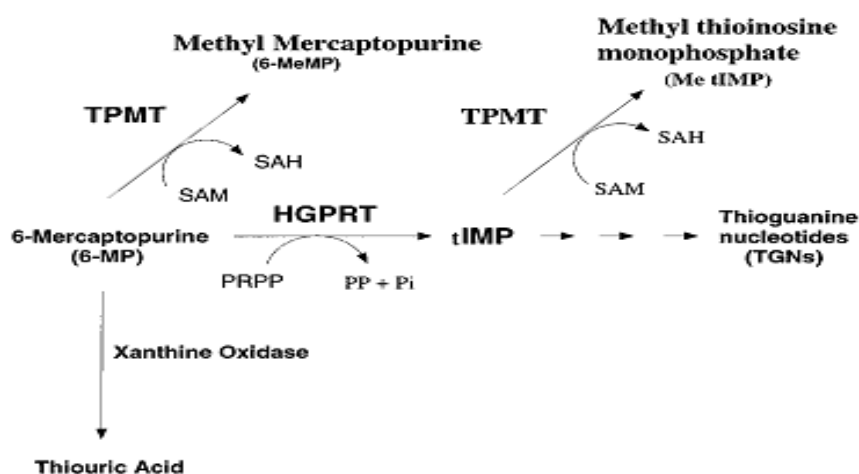 Methyl Mercaptopurine
(6-MeMP)
Methyl thioinosine
monophosphate
(Me tIMP)
TPMT
SAH
SAM
TPMT
SAH
SAM
6-Mercaptopurine
(6-MP)
HGPRT
PRPP
PP + Pi
tIMP
Thioguanine
nucleotides
(TGNs)
Xanthine Oxidase
Thiouric Acid